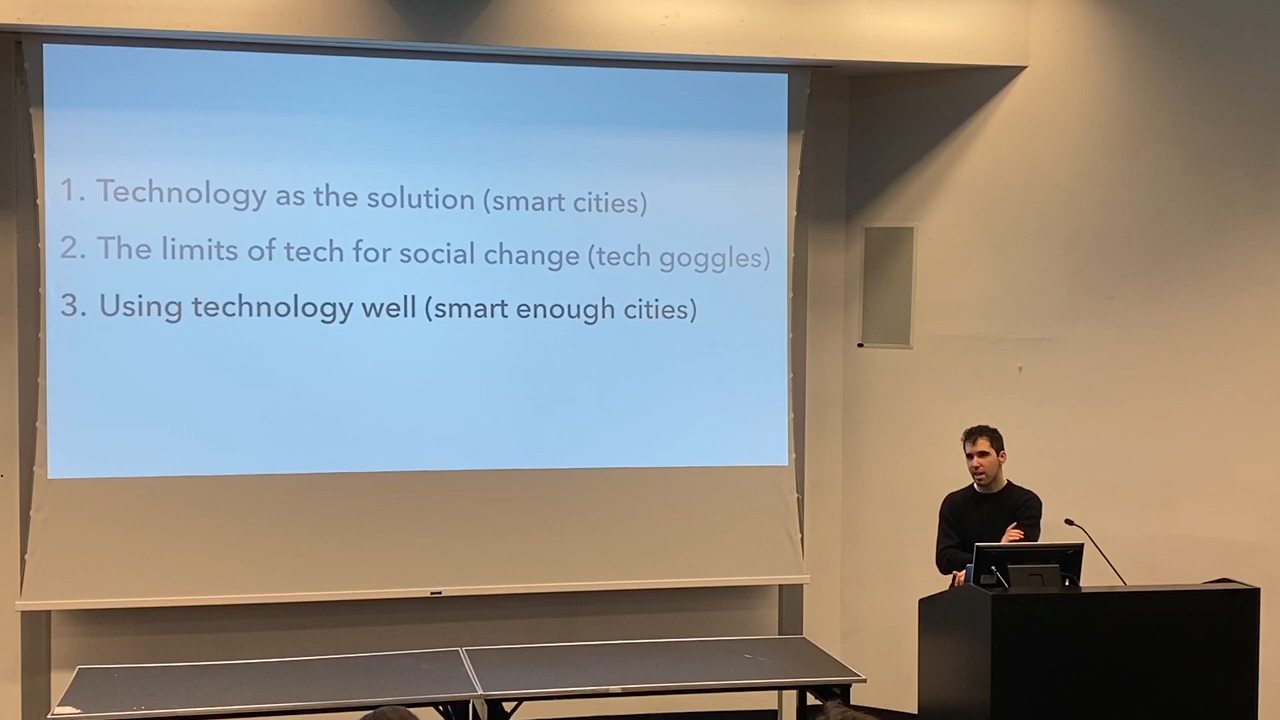 1. Technology as the solution (smart cities)
2. The limits of tech for social change (tech goggles)
3. Using technology well (smart enough cities)